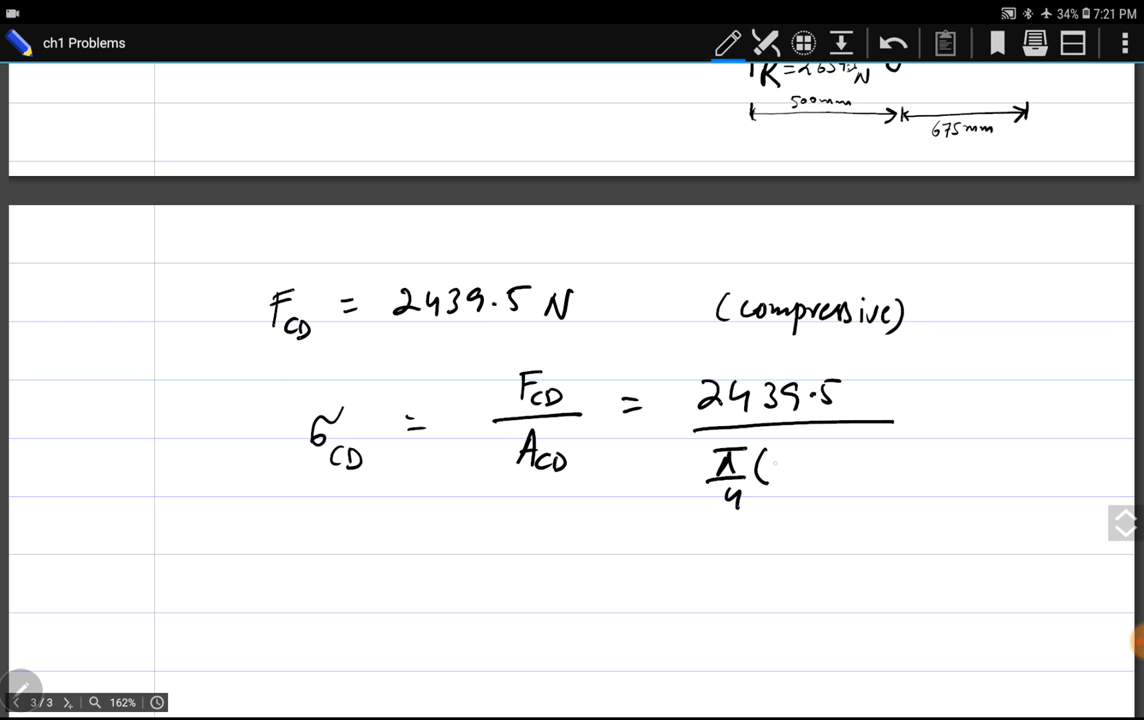 34% 7:21 PM
ch1 Problems
500mm
675mm
F_CD = 2439.5 N (compressive)
σ_CD = F_CD / A_CD = 2439.5 / π/4 (
3/3 162%